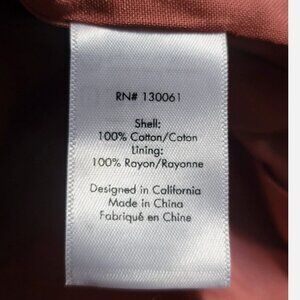 RN# 130061
Shell:
100% Cotton/Coton
Lining:
100% Rayon/Rayonne
Designed in California
Made in China
Fabriqué en Chine